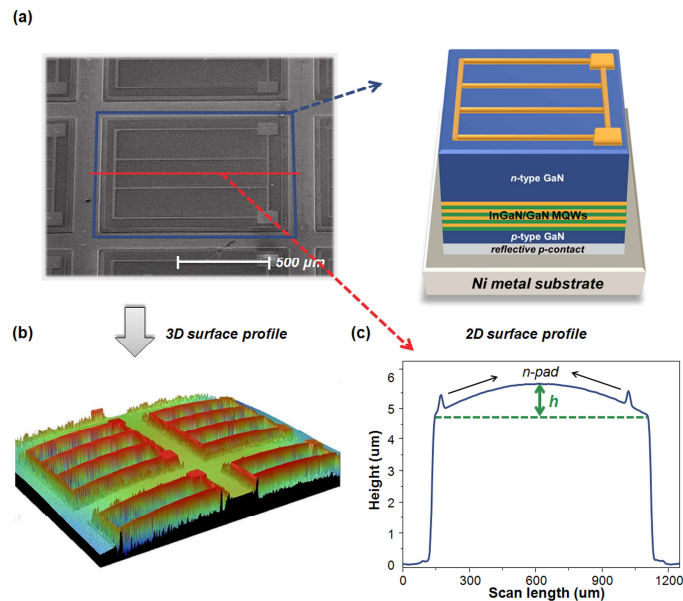 (a)
n-type GaN
InGaN/GaN MQWs
p-type GaN
reflective p-contact
500 μm
Ni metal substrate
(b)
3D surface profile
(c)
2D surface profile
n-pad
h
Height (um)
6
5
4
3
2
1
0
0 300 600 900 1200
Scan length (um)